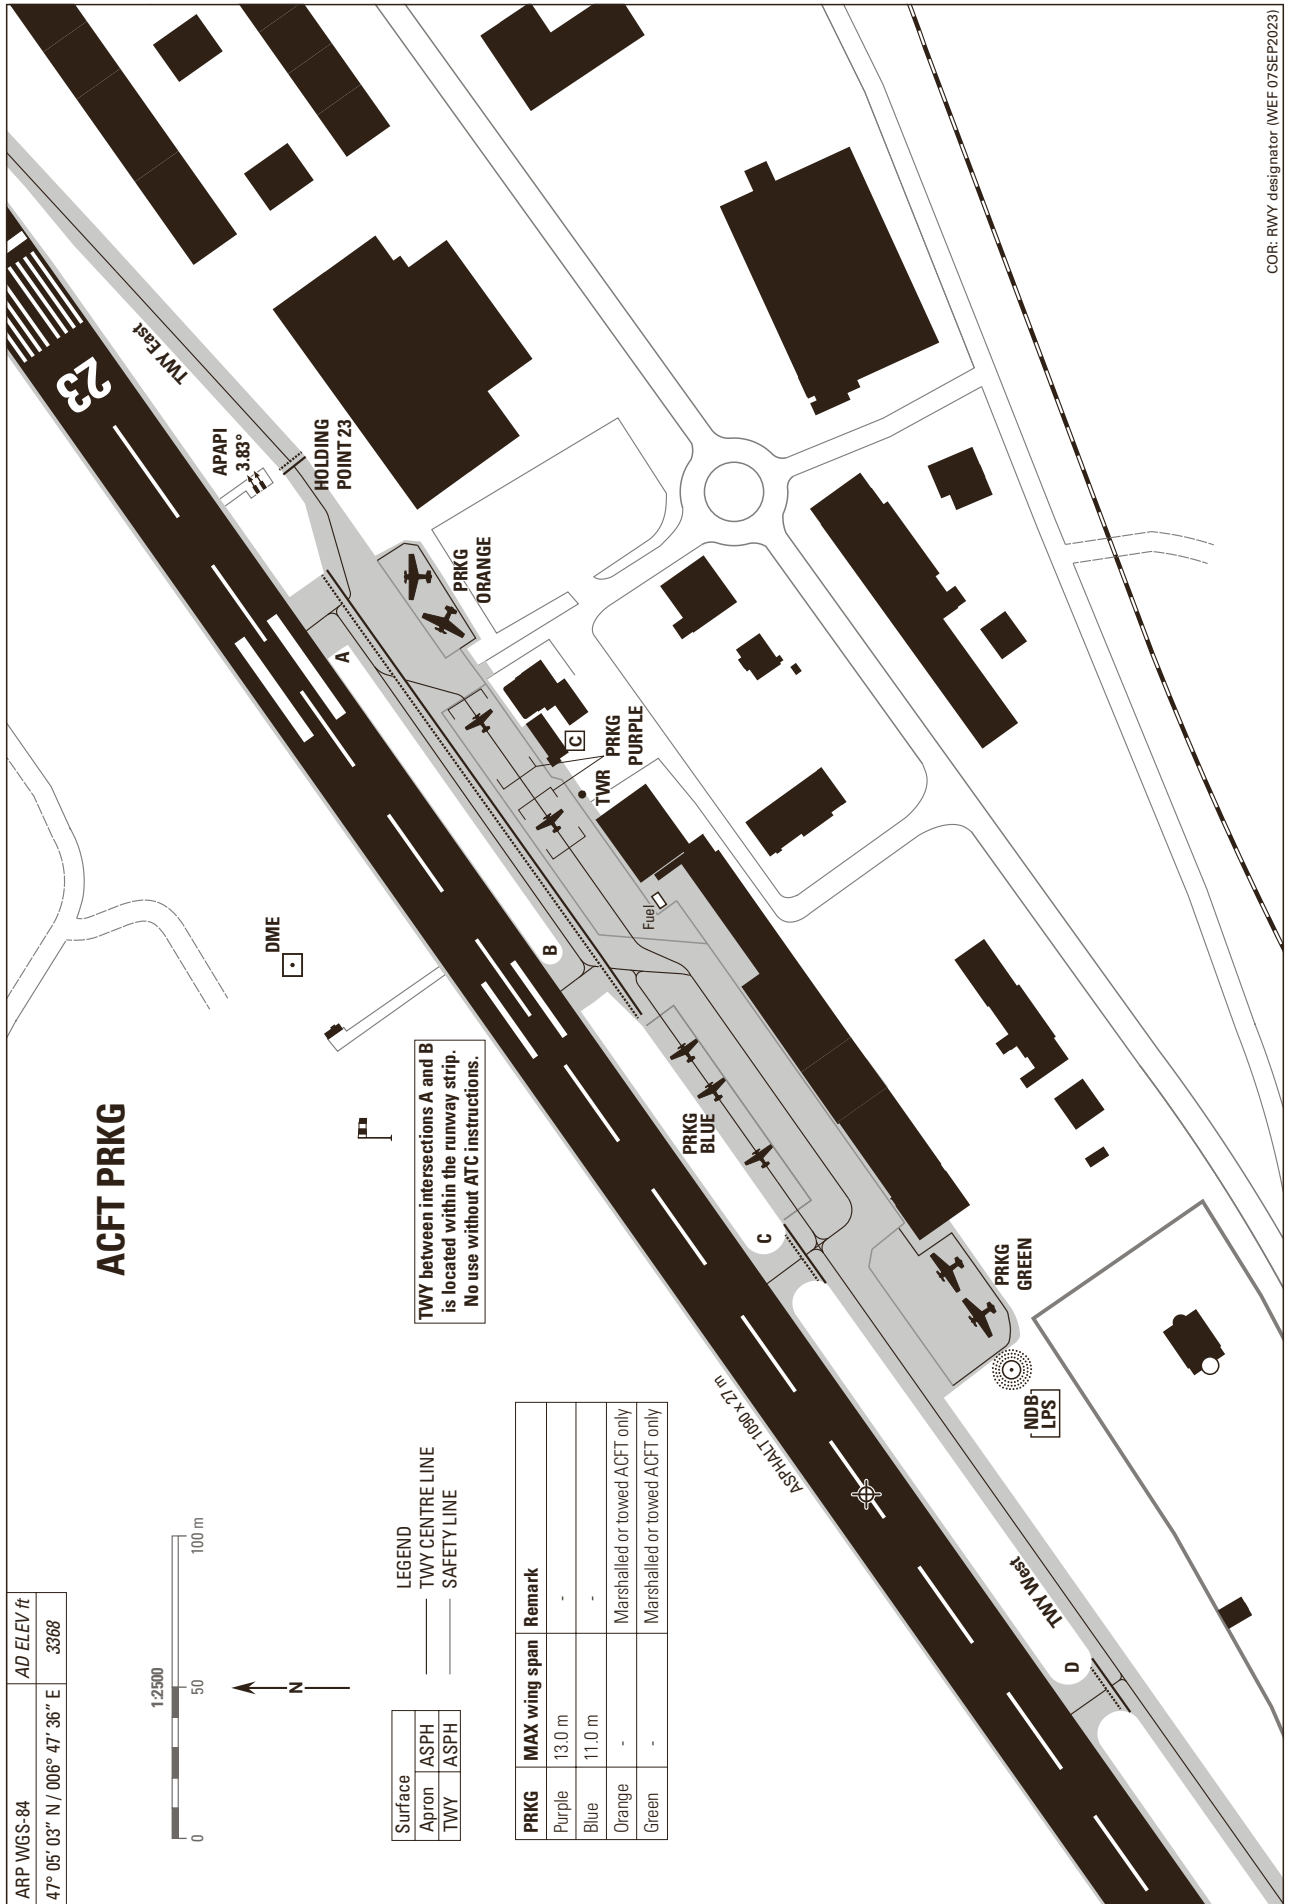 ARP WGS-84
AD ELEV ft
47° 05' 03" N / 006° 47' 36" E
3368
ACFT PRKG
1:2500
0
50
100 m
N
Surface
Apron ASPH
TWY ASPH
LEGEND
TWY CENTRE LINE
SAFETY LINE
PRKG MAX wing span Remark
Purple 13.0 m -
Blue 11.0 m -
Orange - Marshalled or towed ACFT only
Green - Marshalled or towed ACFT only
TWY between intersections A and B
is located within the runway strip.
No use without ATC instructions.
DME
APAPI
3.83°
23
TWY East
HOLDING
POINT 23
PRKG
ORANGE
A
C
PRKG
PURPLE
TWR
B
Fuel
PRKG
BLUE
C
PRKG
GREEN
NDB
LPS
ASPHALT 1090 x 27 m
TWY West
D
COR: RWY designator (WEF 07SEP2023)